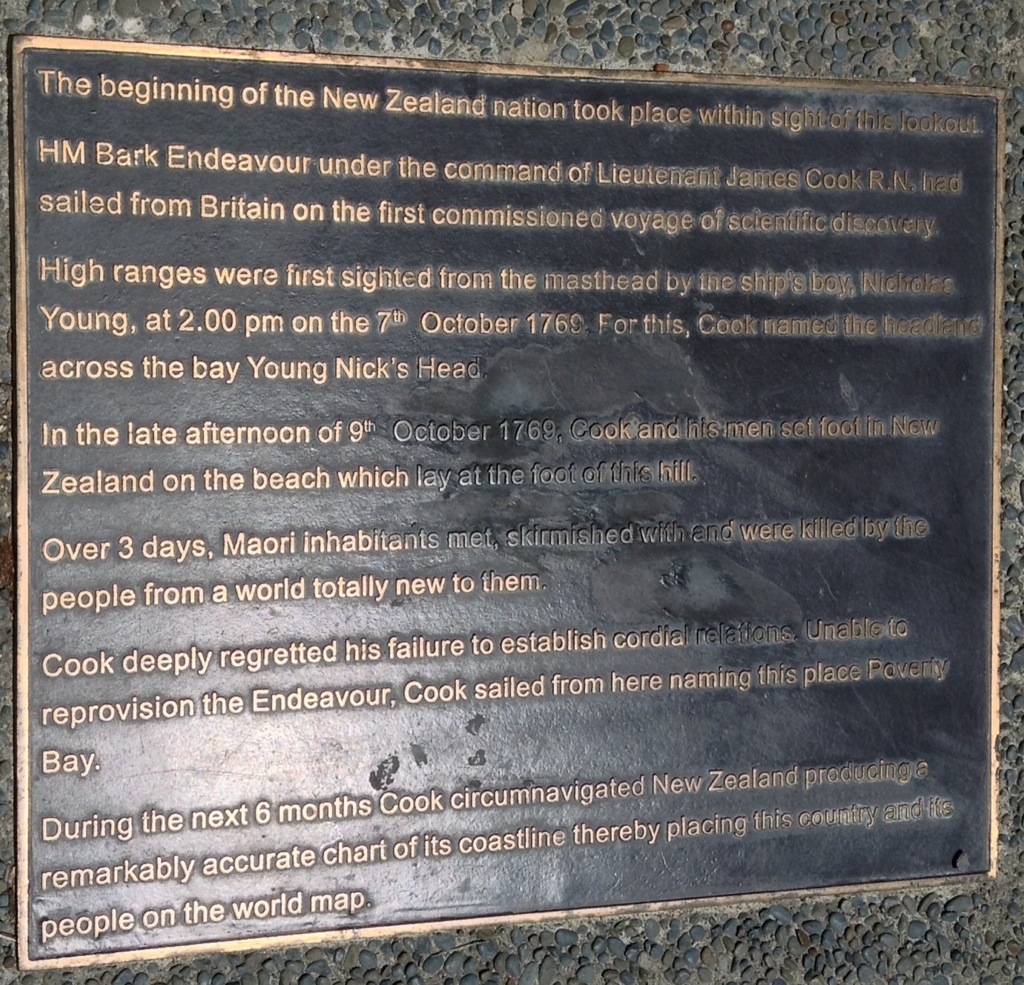 The beginning of the New Zealand nation took place within sight of this lookout.
HM Bark Endeavour under the command of Lieutenant James Cook R.N. had
sailed from Britain on the first commissioned voyage of scientific discovery.
High ranges were first sighted from the masthead by the ship's boy, Nicholas
Young, at 2.00 pm on the 7th October 1769. For this, Cook named the headland
across the bay Young Nick's Head.
In the late afternoon of 9th October 1769, Cook and his men set foot in New
Zealand on the beach which lay at the foot of this hill.
Over 3 days, Maori inhabitants met, skirmished with and were killed by the
people from a world totally new to them.
Cook deeply regretted his failure to establish cordial relations. Unable to
reprovision the Endeavour, Cook sailed from here naming this place Poverty
Bay.
During the next 6 months Cook circumnavigated New Zealand producing a
remarkably accurate chart of its coastline thereby placing this country and its
people on the world map.